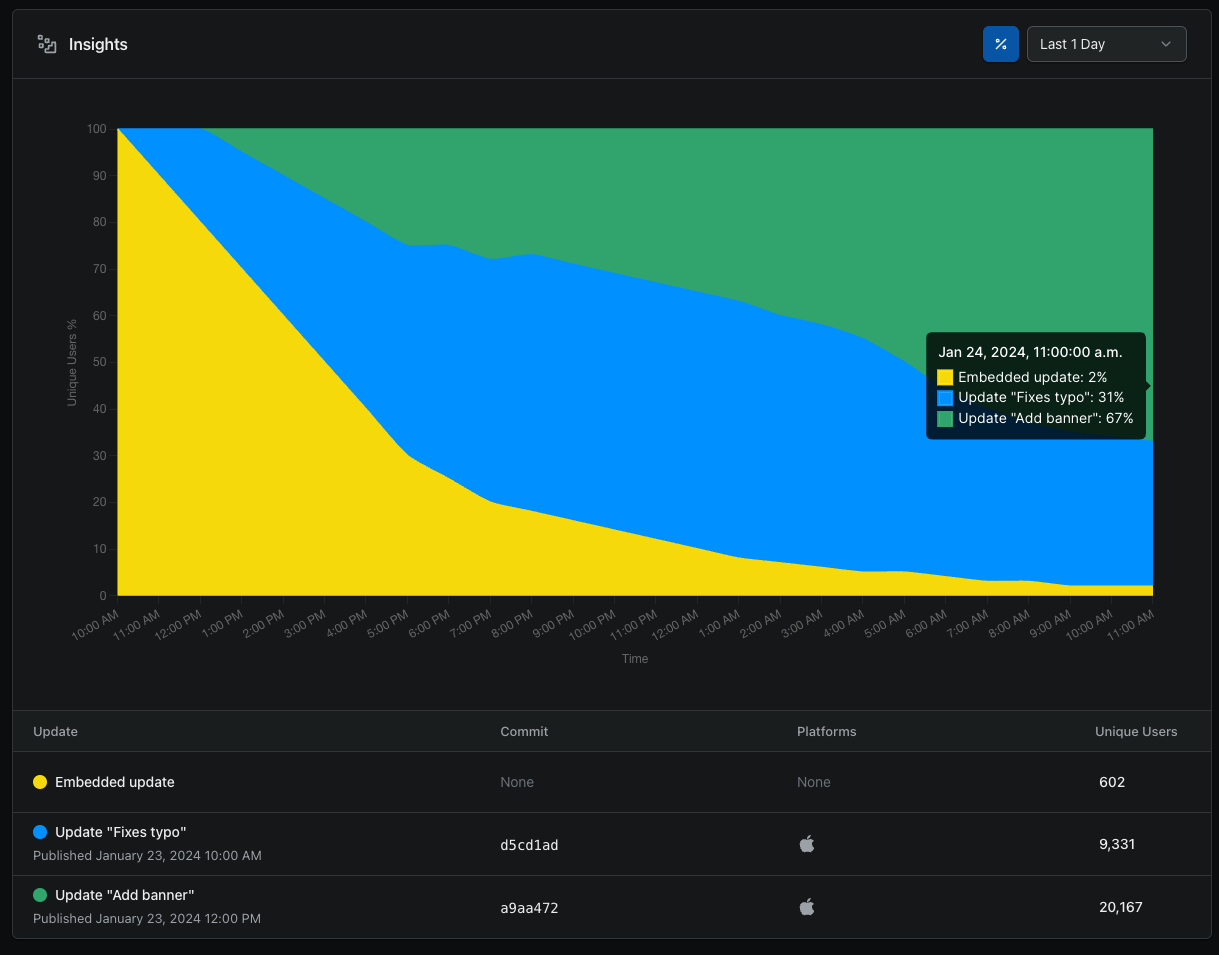 Insights
%
Last 1 Day
100
90
80
70
60
50
40
30
20
10
0
Unique Users %
Jan 24, 2024, 11:00:00 a.m.
Embedded update: 2%
Update "Fixes typo": 31%
Update "Add banner": 67%
10:00 AM
11:00 AM
12:00 PM
1:00 PM
2:00 PM
3:00 PM
4:00 PM
5:00 PM
6:00 PM
7:00 PM
8:00 PM
9:00 PM
10:00 PM
11:00 PM
12:00 AM
1:00 AM
2:00 AM
3:00 AM
4:00 AM
5:00 AM
6:00 AM
7:00 AM
8:00 AM
9:00 AM
10:00 AM
11:00 AM
Time
Update Commit Platforms Unique Users
Embedded update None None 602
Update "Fixes typo"
Published January 23, 2024 10:00 AM
d5cd1ad 9,331
Update "Add banner"
Published January 23, 2024 12:00 PM
a9aa472 20,167